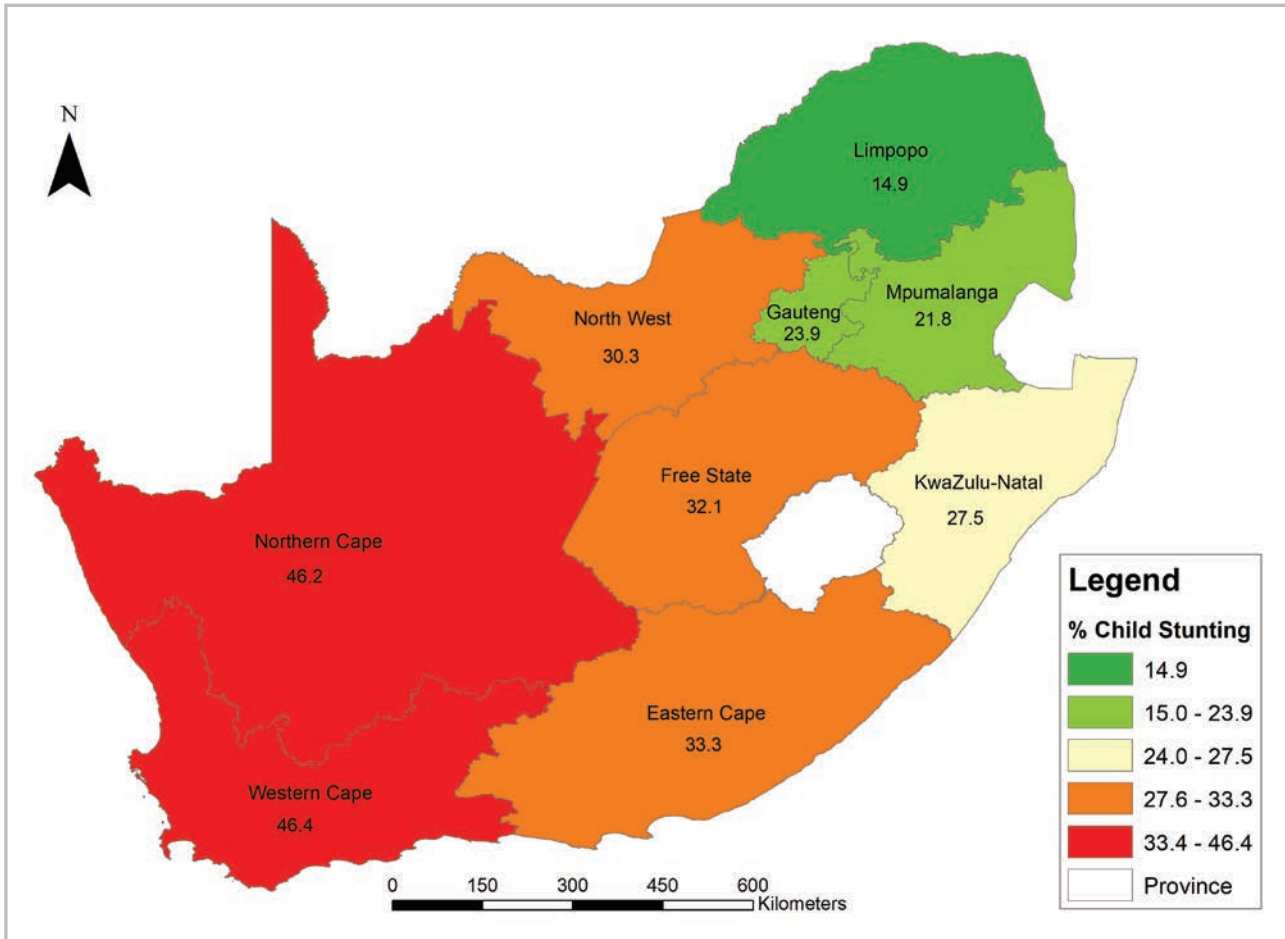 N
Limpopo
14.9
Mpumalanga
21.8
Gauteng
23.9
North West
30.3
Free State
32.1
KwaZulu-Natal
27.5
Northern Cape
46.2
Eastern Cape
33.3
Western Cape
46.4
0 150 300 450 600
Kilometers
Legend
% Child Stunting
14.9
15.0 - 23.9
24.0 - 27.5
27.6 - 33.3
33.4 - 46.4
Province